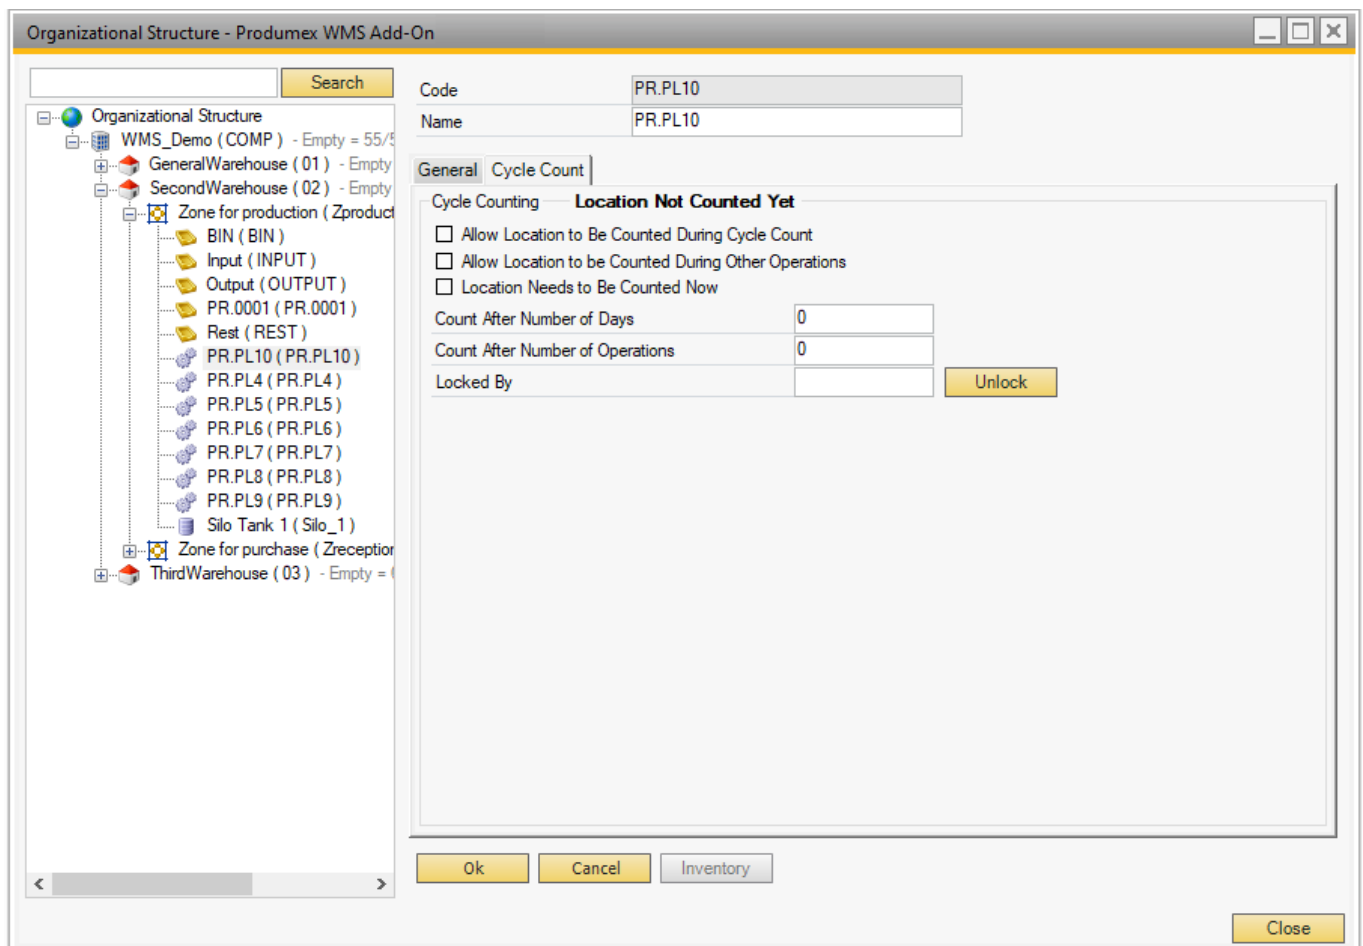 Organizational Structure - Produmex WMS Add-On
Search
Organizational Structure
WMS_Demo ( COMP ) - Empty = 55/5
GeneralWarehouse ( 01 ) - Empty
SecondWarehouse ( 02 ) - Empty
Zone for production ( Zproduct
BIN ( BIN )
Input ( INPUT )
Output ( OUTPUT )
PR.0001 ( PR.0001 )
Rest ( REST )
PR.PL10 ( PR.PL10 )
PR.PL4 ( PR.PL4 )
PR.PL5 ( PR.PL5 )
PR.PL6 ( PR.PL6 )
PR.PL7 ( PR.PL7 )
PR.PL8 ( PR.PL8 )
PR.PL9 ( PR.PL9 )
Silo Tank 1 ( Silo_1 )
Zone for purchase ( Zreception
ThirdWarehouse ( 03 ) - Empty =
Code PR.PL10
Name PR.PL10
General Cycle Count
Cycle Counting Location Not Counted Yet
Allow Location to Be Counted During Cycle Count
Allow Location to be Counted During Other Operations
Location Needs to Be Counted Now
Count After Number of Days 0
Count After Number of Operations 0
Locked By Unlock
Ok Cancel Inventory
Close